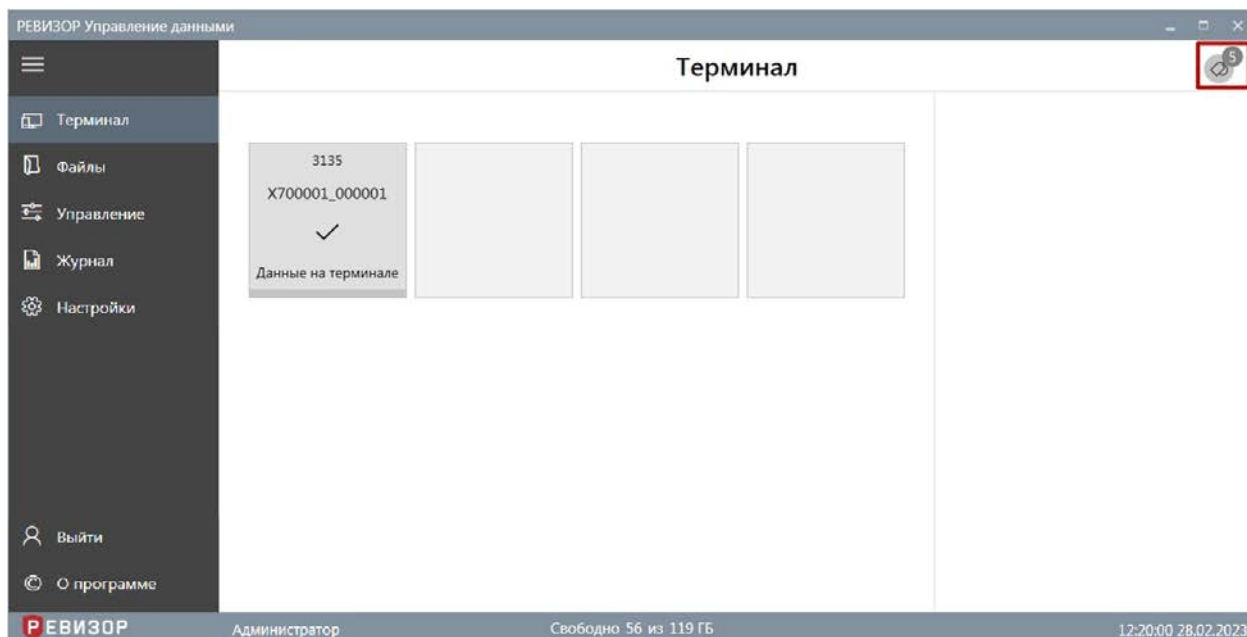 РЕВИЗОР Управление данными
Терминал
5
Терминал
Файлы
Управление
Журнал
Настройки
3135
X700001_000001
Данные на терминале
Выйти
О программе
РЕВИЗОР
Администратор
Свободно 56 из 119 ГБ
12:20:00 28.02.2023